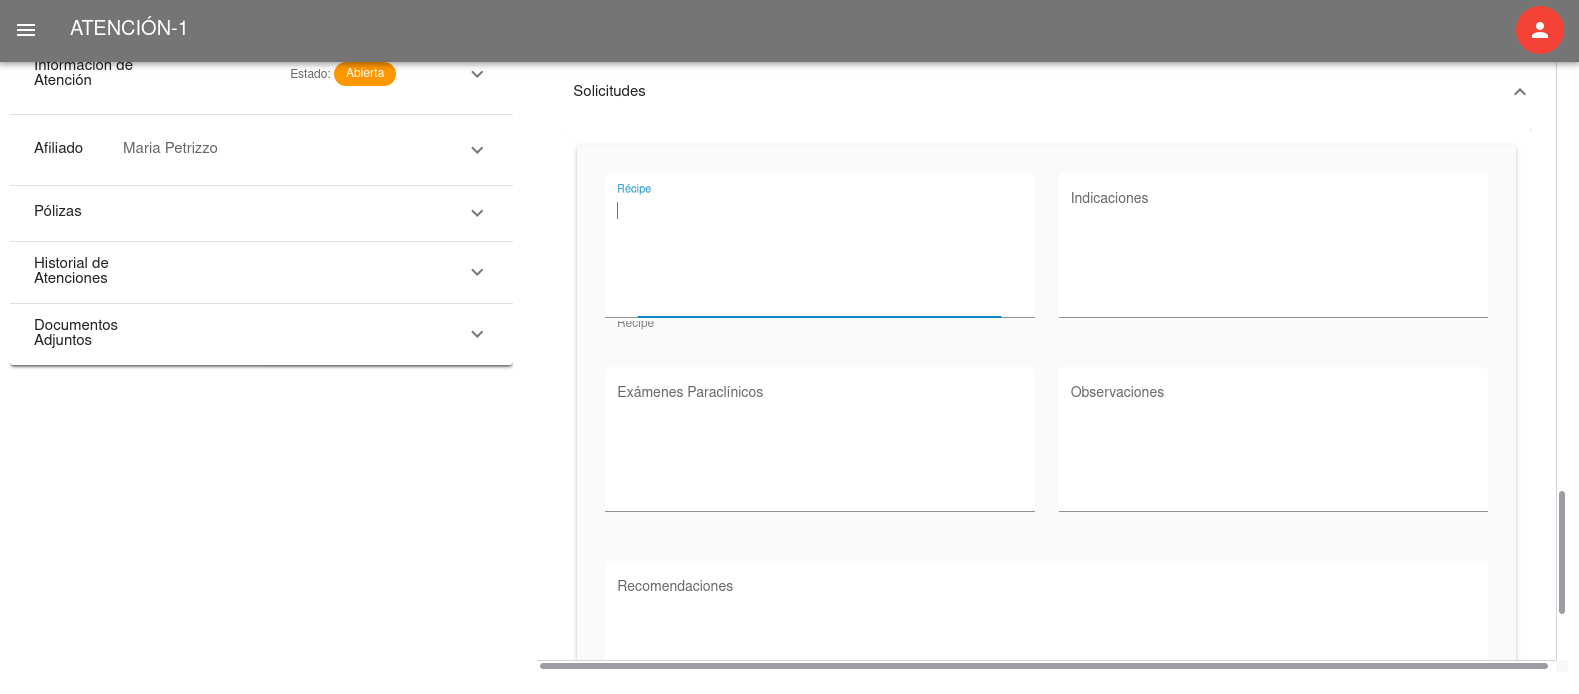 ATENCIÓN-1
Información de
Atención
Estado: Abierta
Afiliado Maria Petrizzo
Pólizas
Historial de
Atenciones
Documentos
Adjuntos
Solicitudes
Récipe
Indicaciones
Récipe
Exámenes Paraclínicos
Observaciones
Recomendaciones